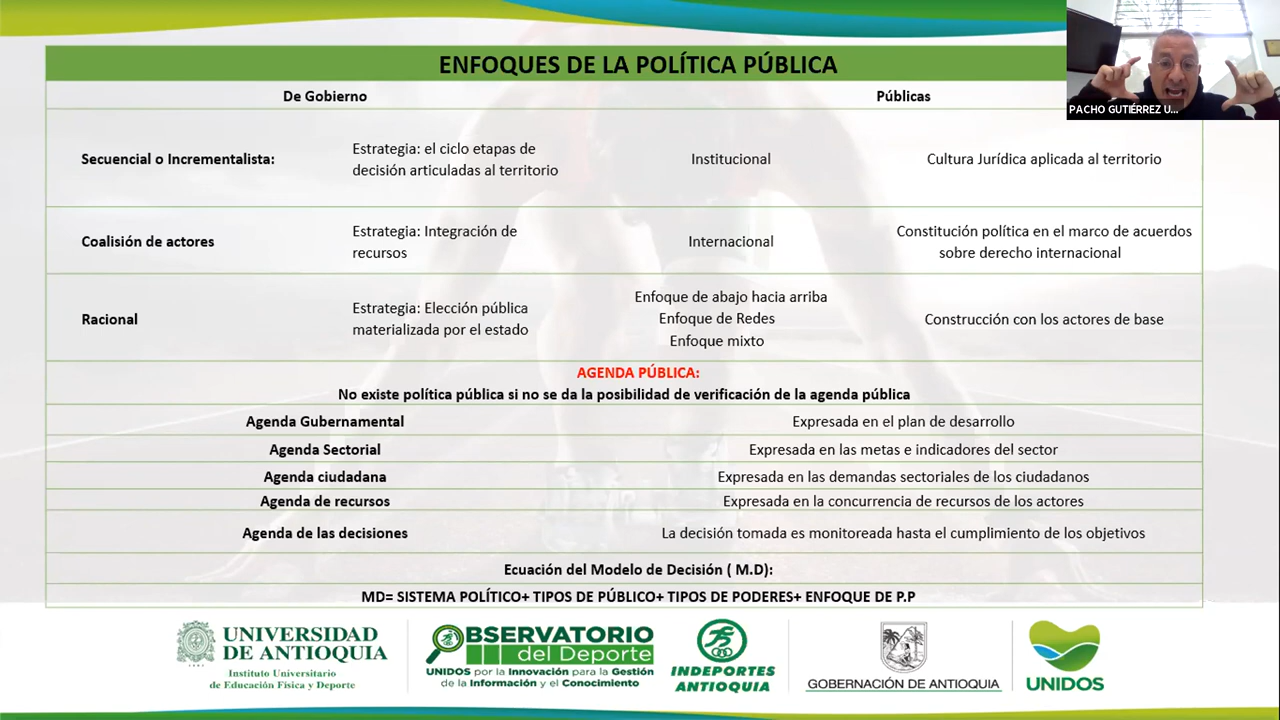 ENFOQUES DE LA POLÍTICA PÚBLICA
De Gobierno
Públicas
PACHO GUTIÉRREZ U...
Secuencial o Incrementalista:
Estrategia: el ciclo etapas de
decisión articuladas al territorio
Institucional
Cultura Jurídica aplicada al territorio
Coalisión de actores
Estrategia: Integración de
recursos
Internacional
Constitución política en el marco de acuerdos
sobre derecho internacional
Racional
Estrategia: Elección pública
materializada por el estado
Enfoque de abajo hacia arriba
Enfoque de Redes
Enfoque mixto
Construcción con los actores de base
AGENDA PÚBLICA:
No existe política pública si no se da la posibilidad de verificación de la agenda pública
Agenda Gubernamental
Expresada en el plan de desarrollo
Agenda Sectorial
Expresada en las metas e indicadores del sector
Agenda ciudadana
Expresada en las demandas sectoriales de los ciudadanos
Agenda de recursos
Expresada en la concurrencia de recursos de los actores
Agenda de las decisiones
La decisión tomada es monitoreada hasta el cumplimiento de los objetivos
Ecuación del Modelo de Decisión ( M.D):
MD= SISTEMA POLÍTICO+ TIPOS DE PÚBLICO+ TIPOS DE PODERES+ ENFOQUE DE P.P
UNIVERSIDAD
DE ANTIOQUIA
Instituto Universitario
de Educación Física y Deporte
OBSERVATORIO
del Deporte
UNIDOS por la Innovación para la Gestión
de la Información y el Conocimiento
INDEPORTES
ANTIOQUIA
GOBERNACIÓN DE ANTIOQUIA
UNIDOS